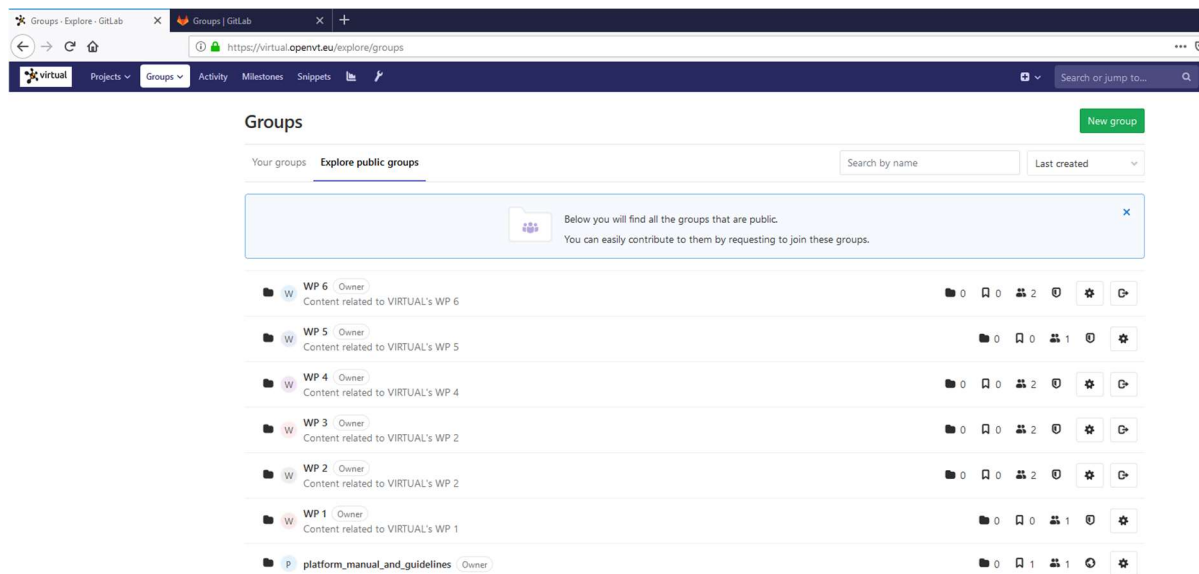 Groups · Explore · GitLab
Groups | GitLab
https://virtual.openvt.eu/explore/groups
virtual Projects Groups Activity Milestones Snippets Search or jump to...
Groups New group
Your groups Explore public groups Search by name Last created
Below you will find all the groups that are public.
You can easily contribute to them by requesting to join these groups.
W WP 6 Owner 0 0 2
Content related to VIRTUAL's WP 6
W WP 5 Owner 0 0 1
Content related to VIRTUAL's WP 5
W WP 4 Owner 0 0 2
Content related to VIRTUAL's WP 4
W WP 3 Owner 0 0 2
Content related to VIRTUAL's WP 2
W WP 2 Owner 0 0 2
Content related to VIRTUAL's WP 2
W WP 1 Owner 0 0 1
Content related to VIRTUAL's WP 1
P platform_manual_and_guidelines Owner 0 1 1